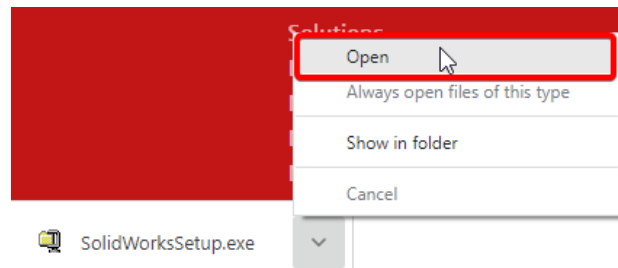 Solutions
Open
Always open files of this type
Show in folder
Cancel
SolidWorksSetup.exe